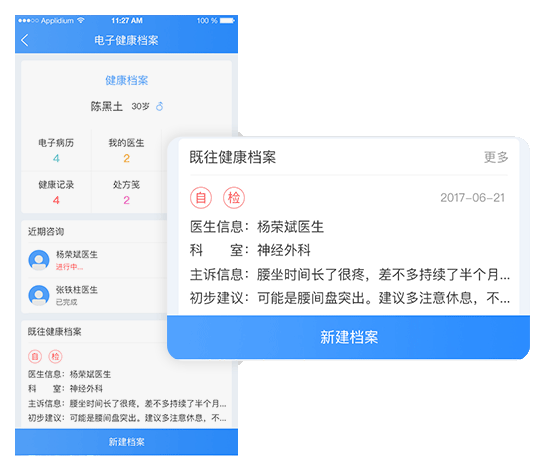 Applidium 11:27 AM 100 %
电子健康档案
健康档案
陈黑土 30岁
电子病历 我的医生
4 2
健康记录 处方笺
4 2
近期咨询
杨荣斌医生
进行中...
张铁柱医生
已完成
既往健康档案
自 检
医生信息：杨荣斌医生
科 室：神经外科
主诉信息：腰坐时间长了很疼，差不多持续了半个月...
初步建议：可能是腰间盘突出。建议多注意休息，不...
新建档案
既往健康档案 更多
自 检 2017-06-21
医生信息：杨荣斌医生
科 室：神经外科
主诉信息：腰坐时间长了很疼，差不多持续了半个月...
初步建议：可能是腰间盘突出。建议多注意休息，不...
新建档案